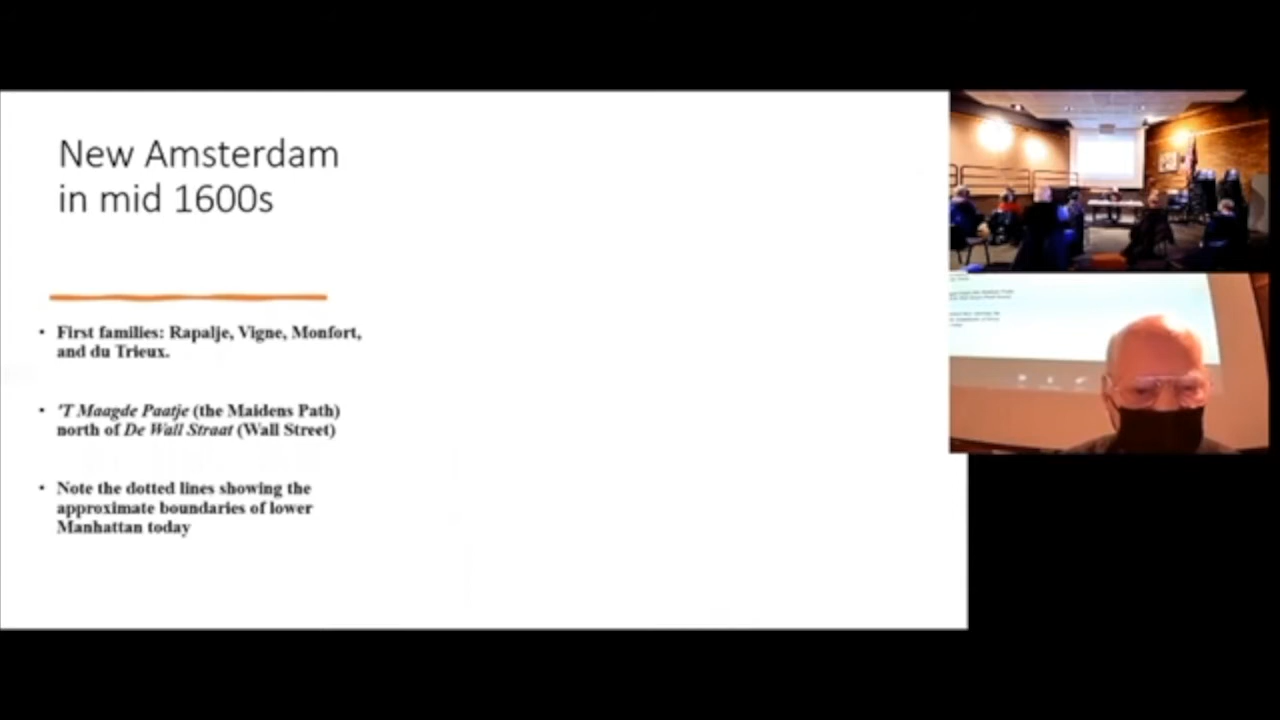 New Amsterdam
in mid 1600s
• First families: Rapalje, Vigne, Monfort,
and du Trieux.
• 'T Maagde Paatje (the Maidens Path)
north of De Wall Straat (Wall Street)
• Note the dotted lines showing the
approximate boundaries of lower
Manhattan today